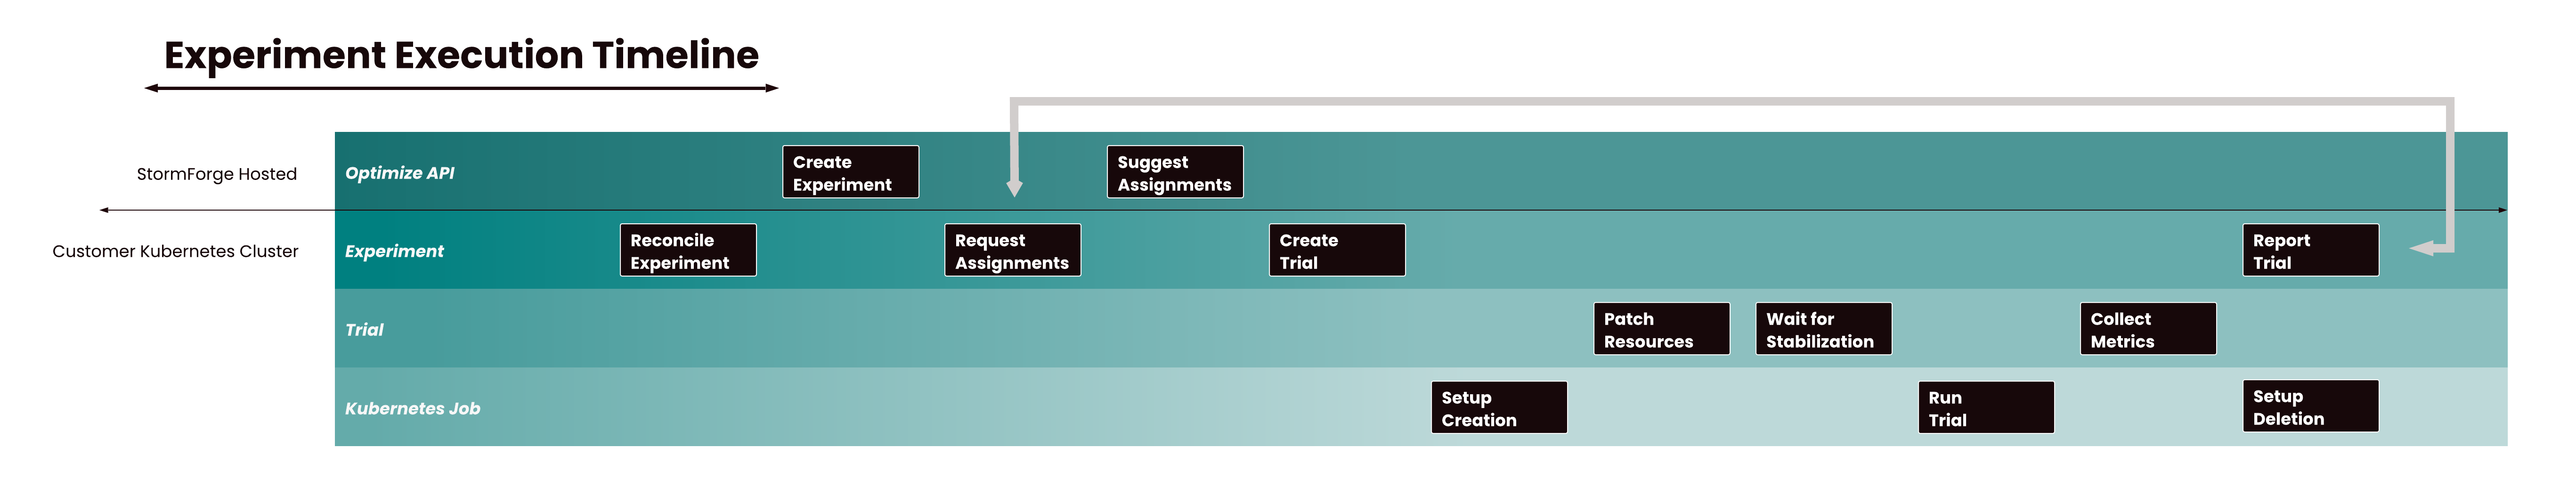 Experiment Execution Timeline
StormForge Hosted
Optimize API
Create
Experiment
Suggest
Assignments
Customer Kubernetes Cluster
Experiment
Reconcile
Experiment
Request
Assignments
Create
Trial
Report
Trial
Trial
Patch
Resources
Wait for
Stabilization
Collect
Metrics
Kubernetes Job
Setup
Creation
Run
Trial
Setup
Deletion